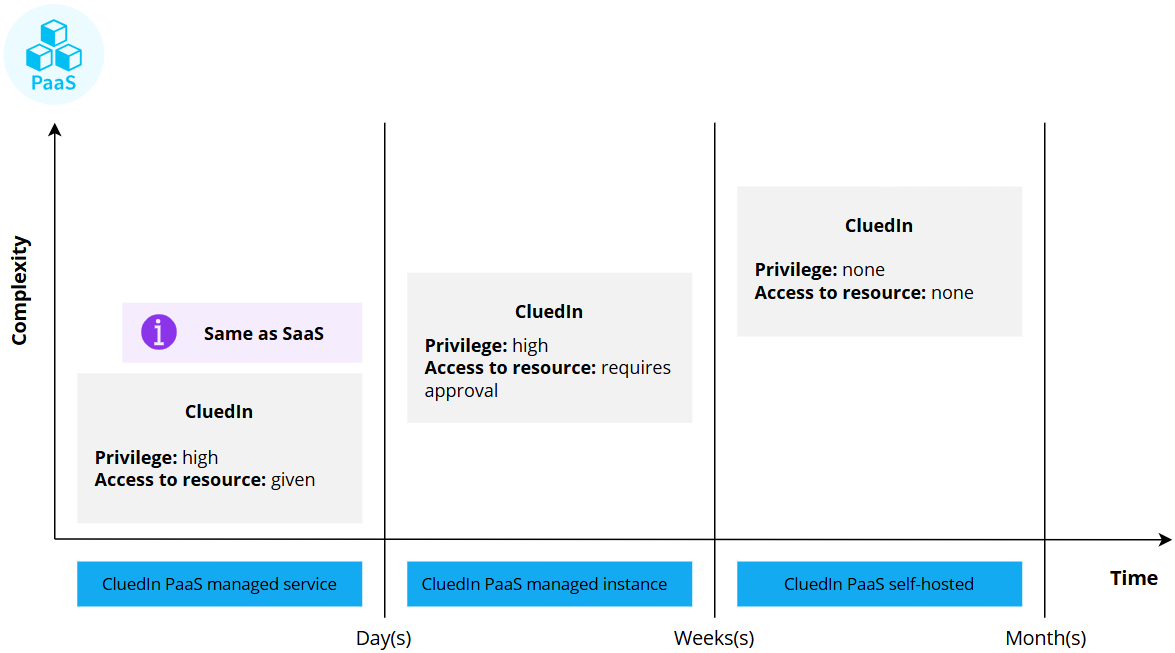 PaaS
Complexity
Same as SaaS
CluedIn
Privilege: high
Access to resource: given
CluedIn
Privilege: high
Access to resource: requires
approval
CluedIn
Privilege: none
Access to resource: none
CluedIn PaaS managed service
CluedIn PaaS managed instance
CluedIn PaaS self-hosted
Time
Day(s)
Weeks(s)
Month(s)